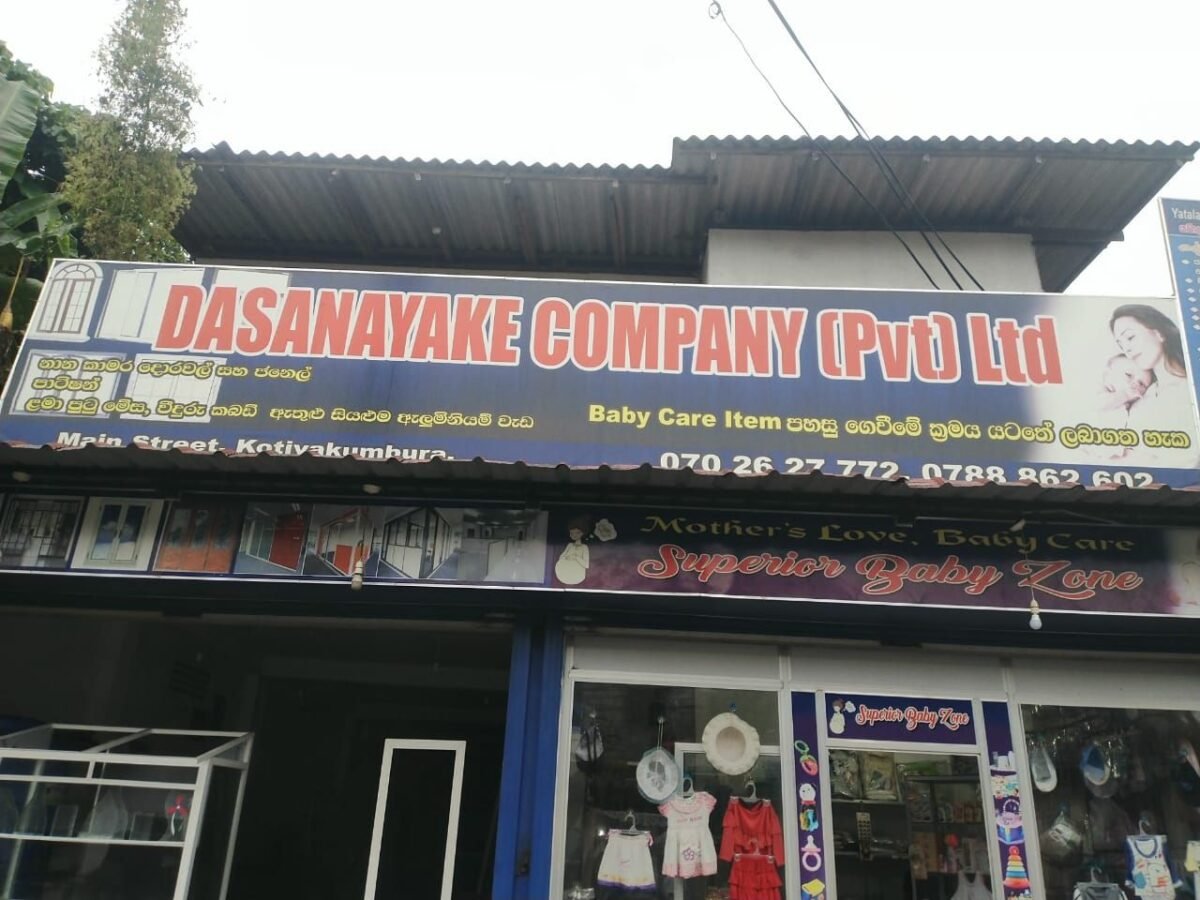 DASANAYAKE COMPANY (Pvt) Ltd
නාන කාමර දොරවල් සහ ජනෙල්
පාටිෂන්
ළමා පුටු මේස, විදුරු කබඩ් ඇතුළු සියළුම ඇලුමිනියම් වැඩ
Baby Care Item පහසු ගෙවීමේ ක්‍රමය යටතේ ලබාගත හැක
Main Street, Kotiyakumbura.
070 26 27 772, 0788 862 602
Mother's Love, Baby Care
Superior Baby Zone
Superior Baby Zone